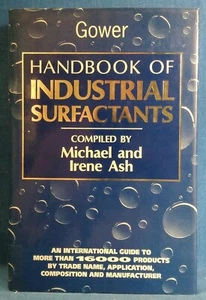 Gower
HANDBOOK OF
INDUSTRIAL
SURFACTANTS
COMPILED BY
Michael and
Irene Ash
AN INTERNATIONAL GUIDE TO
MORE THAN 16000 PRODUCTS
BY TRADE NAME, APPLICATION,
COMPOSITION AND MANUFACTURER